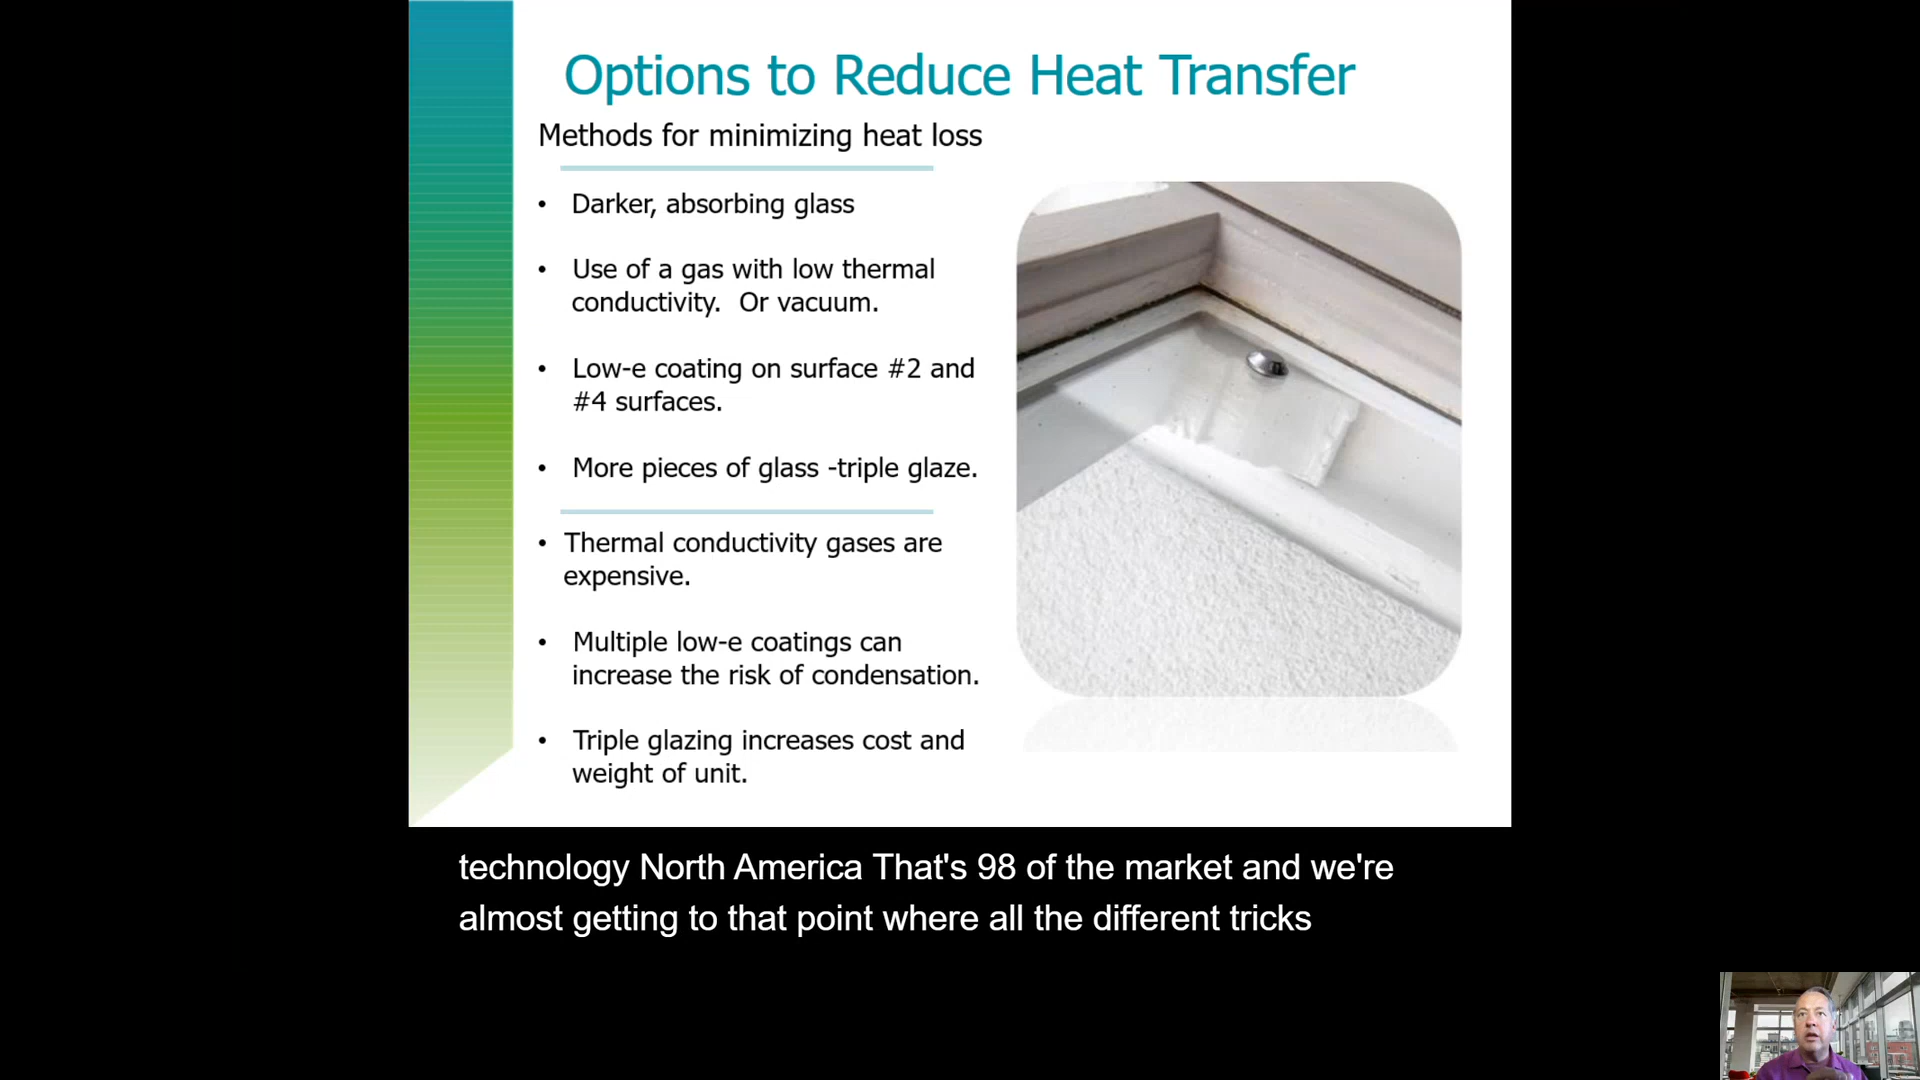 Options to Reduce Heat Transfer
Methods for minimizing heat loss
• Darker, absorbing glass
• Use of a gas with low thermal
conductivity.  Or vacuum.
• Low-e coating on surface #2 and
#4 surfaces.
• More pieces of glass -triple glaze.
• Thermal conductivity gases are
expensive.
• Multiple low-e coatings can
increase the risk of condensation.
• Triple glazing increases cost and
weight of unit.
technology North America That's 98 of the market and we're
almost getting to that point where all the different tricks